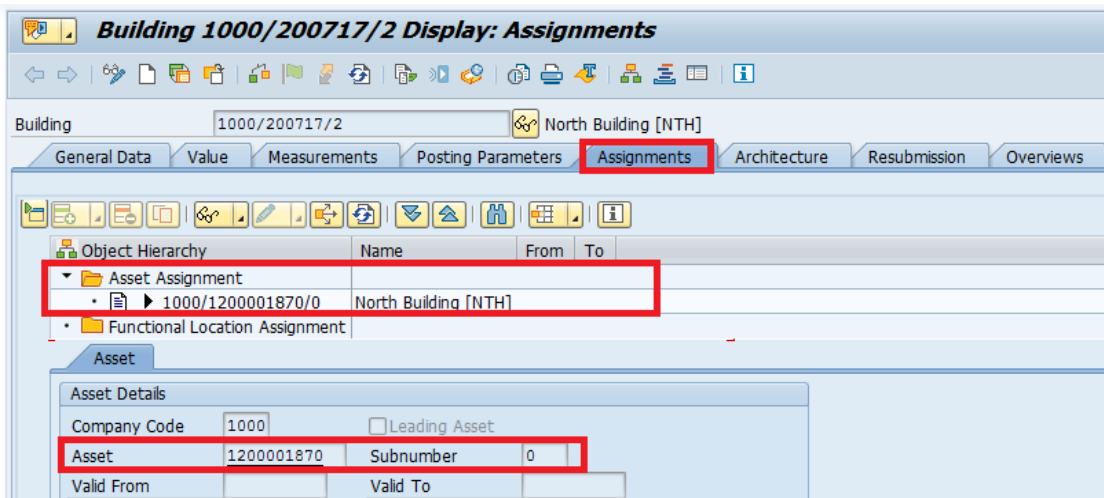 Building 1000/200717/2 Display: Assignments
Building 1000/200717/2 North Building [NTH]
General Data Value Measurements Posting Parameters Assignments Architecture Resubmission Overviews
Object Hierarchy Name From To
Asset Assignment
1000/1200001870/0 North Building [NTH]
Functional Location Assignment
Asset
Asset Details
Company Code 1000 Leading Asset
Asset 1200001870 Subnumber 0
Valid From Valid To